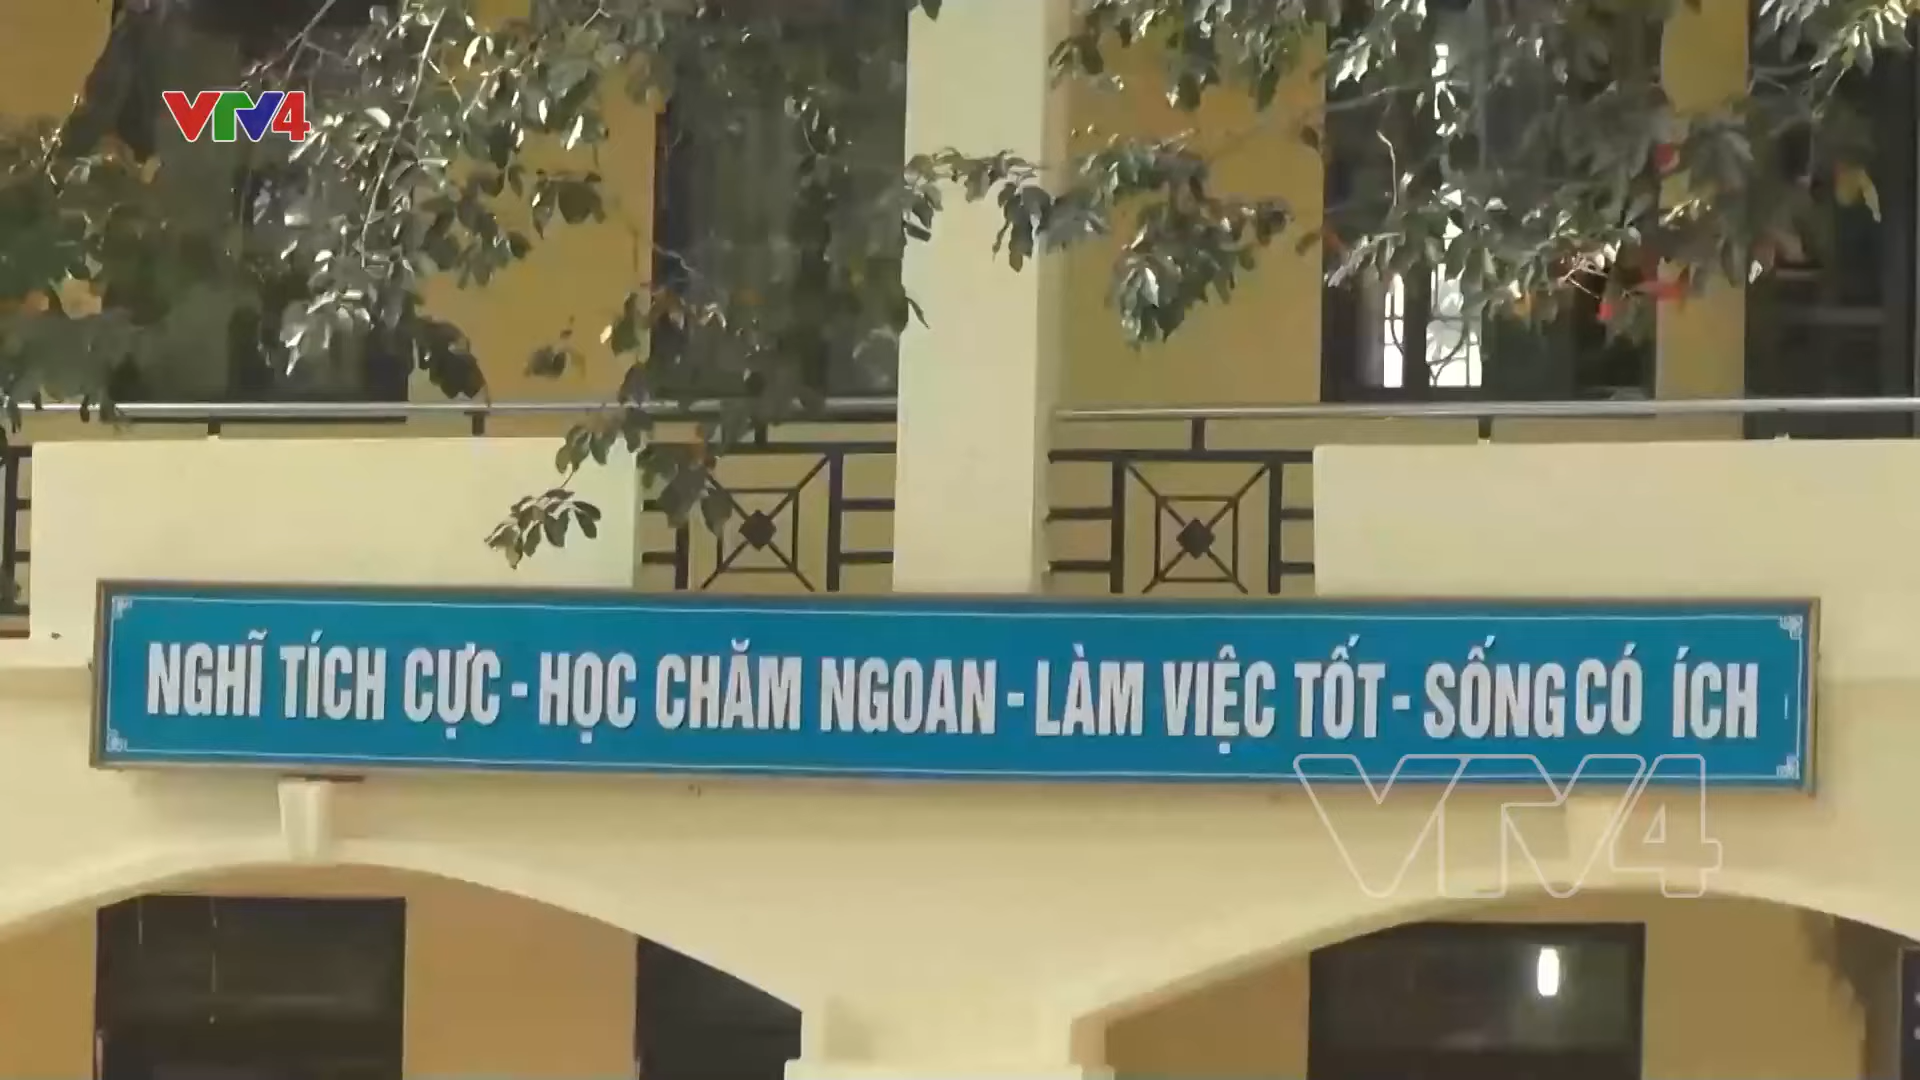 VTV4
NGHĨ TÍCH CỰC - HỌC CHĂM NGOAN - LÀM VIỆC TỐT - SỐNG CÓ ÍCH
VTV4